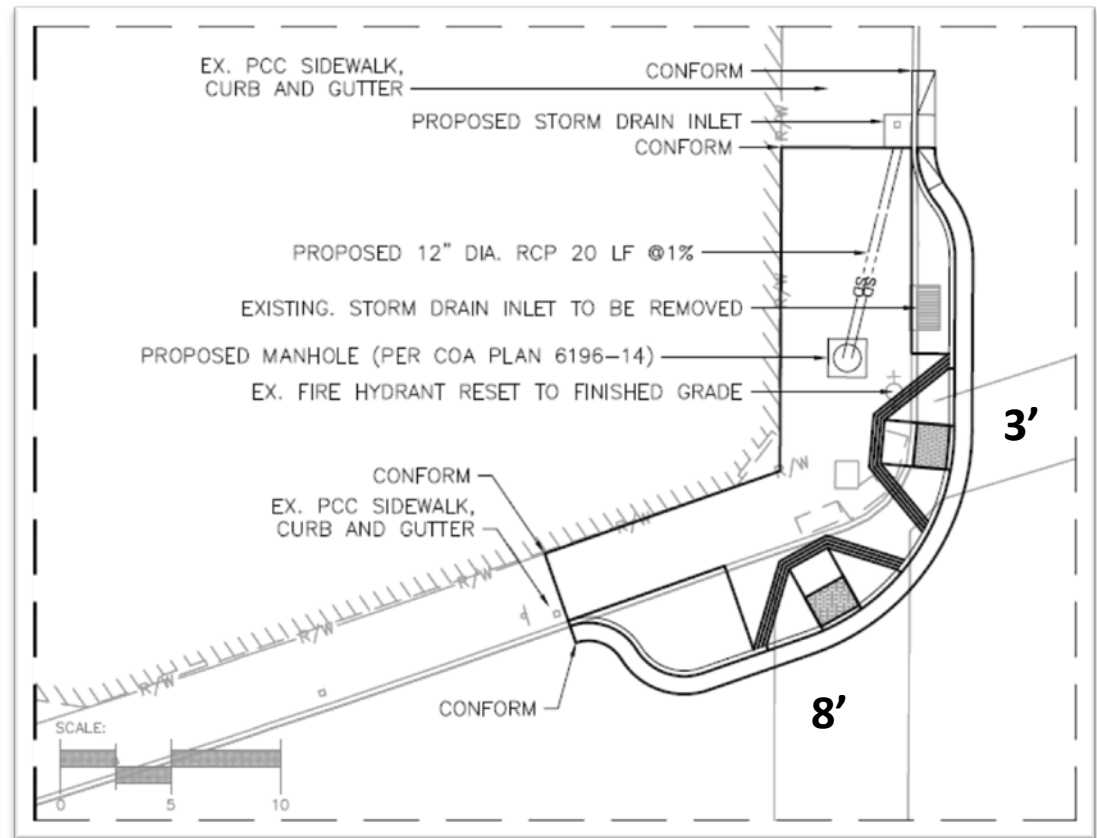 EX. PCC SIDEWALK,
CURB AND GUTTER
CONFORM
PROPOSED STORM DRAIN INLET
CONFORM
R/W
PROPOSED 12" DIA. RCP 20 LF @1%
R/W
EXISTING. STORM DRAIN INLET TO BE REMOVED
PROPOSED MANHOLE (PER COA PLAN 6196-14)
EX. FIRE HYDRANT RESET TO FINISHED GRADE
3'
CONFORM
R/W
EX. PCC SIDEWALK,
CURB AND GUTTER
R/W
R/W
R/W
R/W
CONFORM
8'
SCALE:
0 5 10